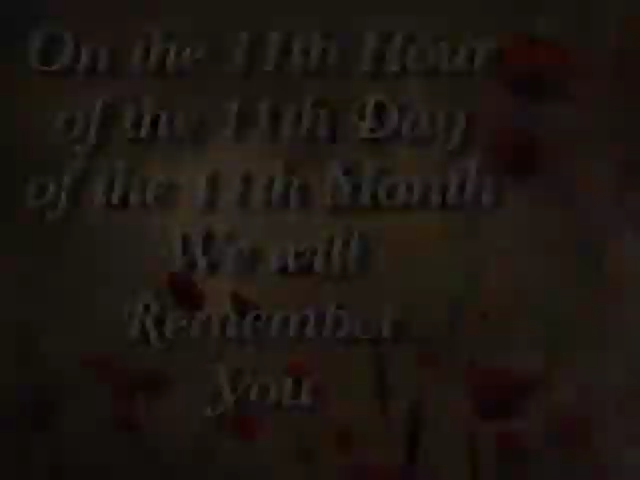 On the 11th Hour
of the 11th Day
of the 11th Month
We will
Remember
you